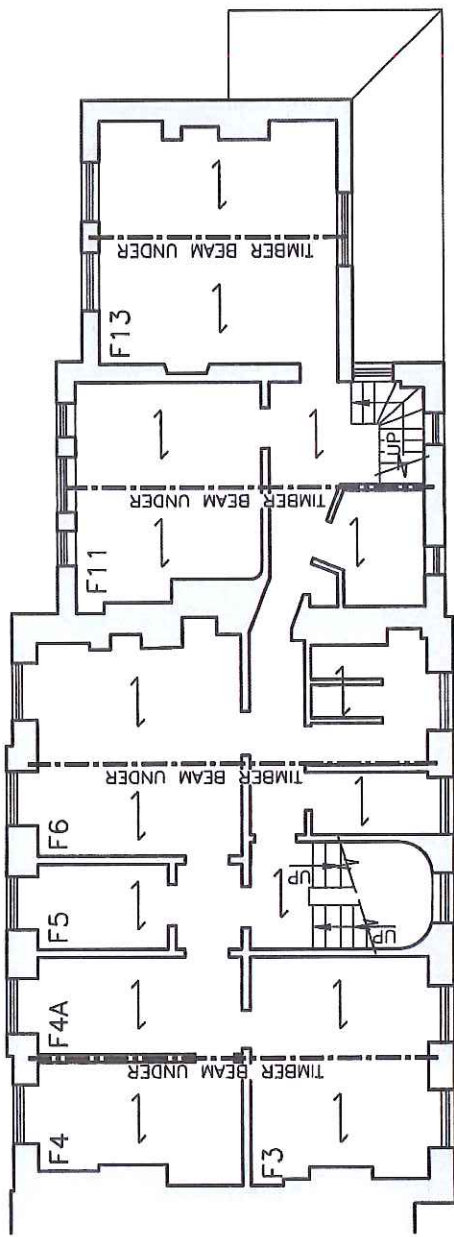 F13
TIMBER BEAM UNDER
F11
TIMBER BEAM UNDER
UP
F6
TIMBER BEAM UNDER
F5
UP
UP
F4A
F4
TIMBER BEAM UNDER
F3